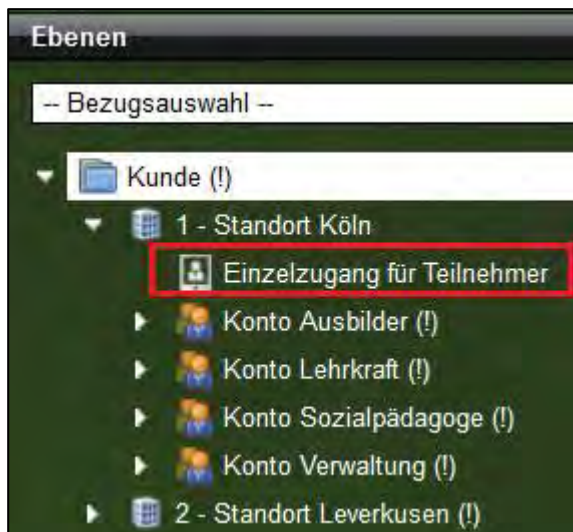 Ebenen
-- Bezugsauswahl --
Kunde (!)
1 - Standort Köln
Einzelzugang für Teilnehmer
Konto Ausbilder (!)
Konto Lehrkraft (!)
Konto Sozialpädagoge (!)
Konto Verwaltung (!)
2 - Standort Leverkusen (!)